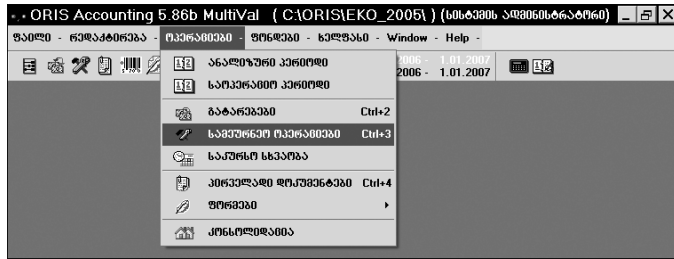 ORIS Accounting 5.86b MultiVal ( C:\ORIS\EKO_2005\ ) (სისტემის ადმინისტრატორი)
ფაილი - რედაქტირება - ოპერაციები - ფონდები - ხელფასი - Window - Help -
ანალიზური პერიოდი 2006 - 1.01.2007
საოპერაციო პერიოდი 2006 - 1.01.2007
გატარებები Ctrl+2
სამეურნეო ოპერაციები Ctrl+3
საკურსო სხვაობა
პირველადი დოკუმენტები Ctrl+4
ფორმები
კონსოლიდაცია